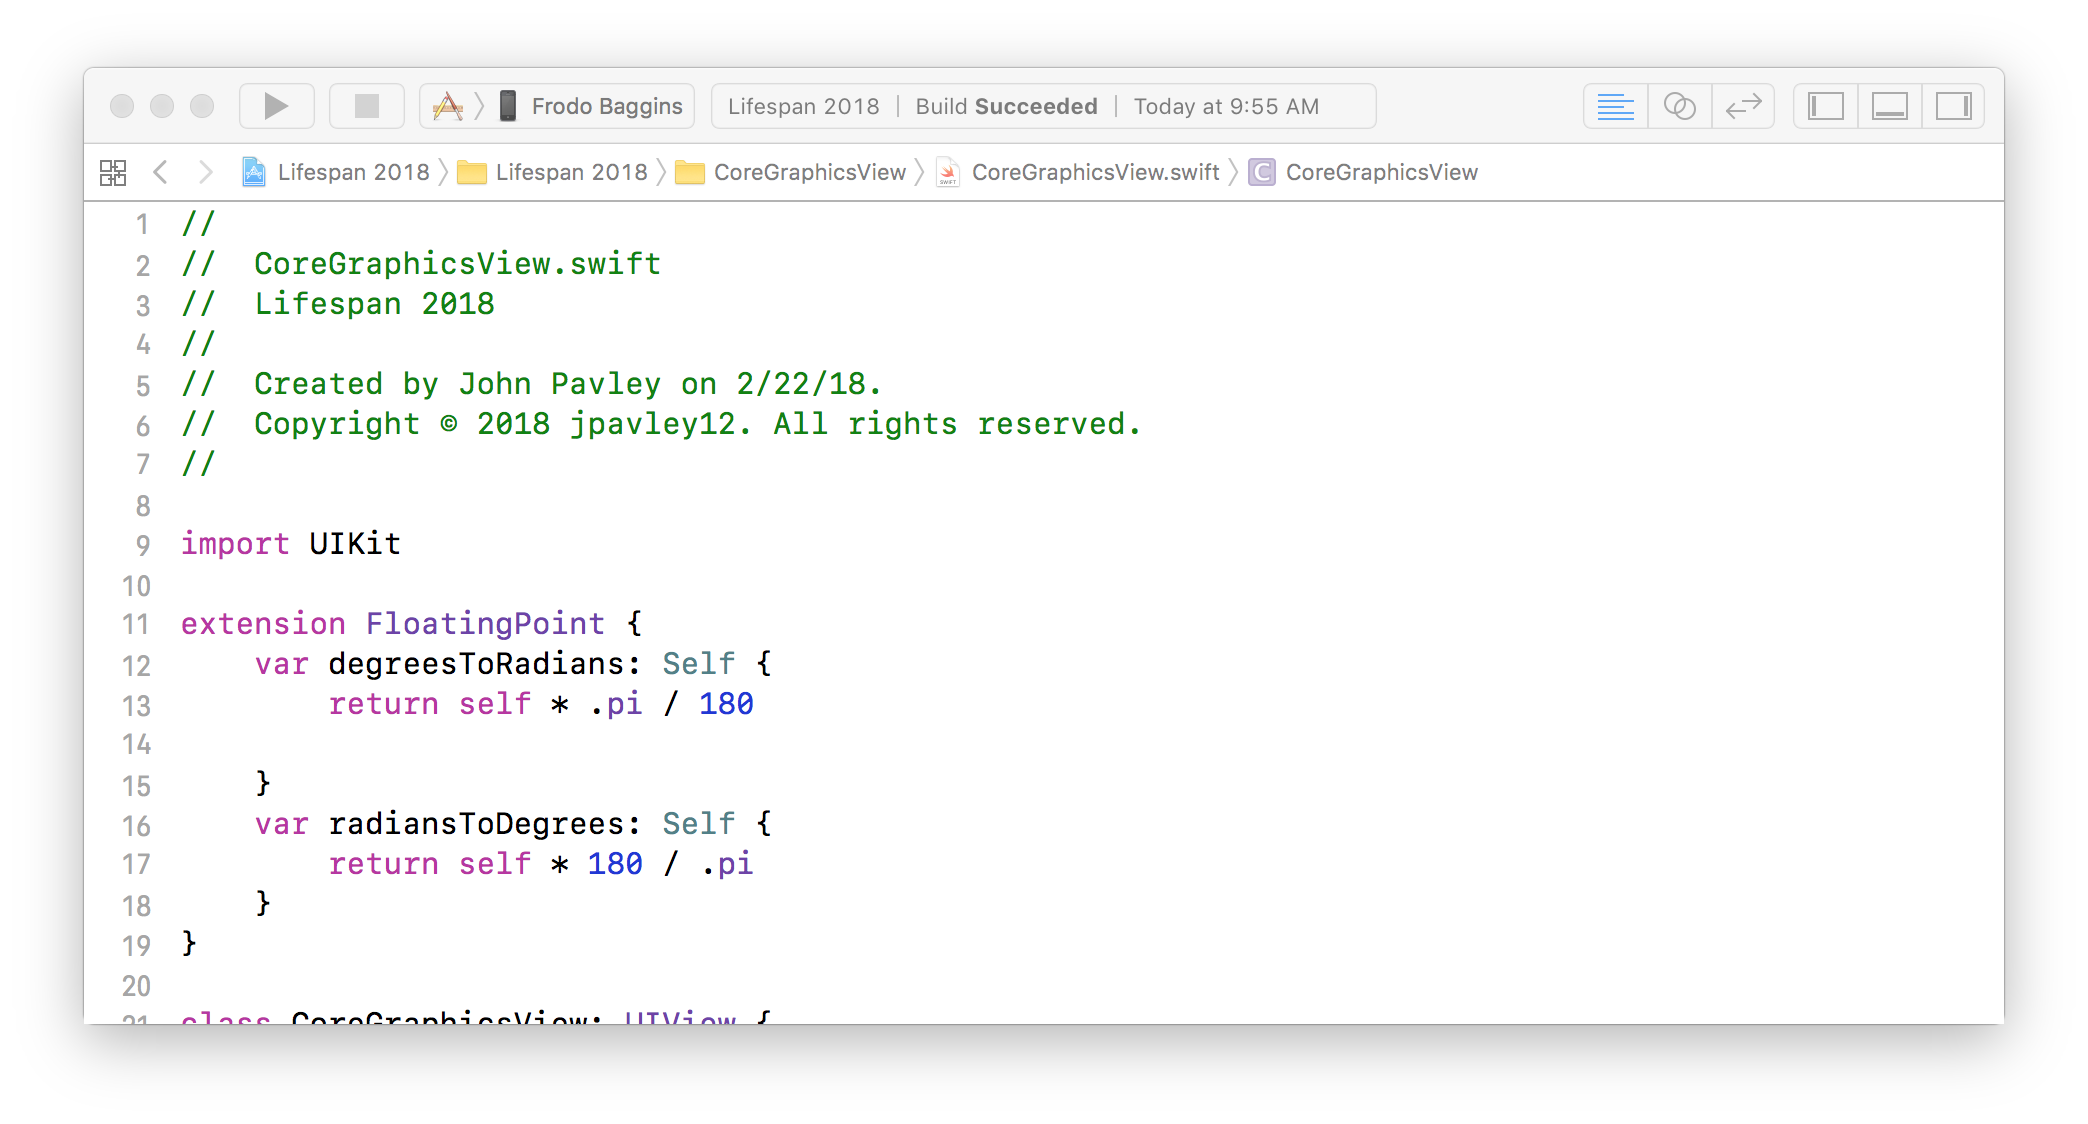 Frodo Baggins
Lifespan 2018 | Build Succeeded | Today at 9:55 AM
Lifespan 2018 〉 Lifespan 2018 〉 CoreGraphicsView 〉 SWIFT CoreGraphicsView.swift 〉 C CoreGraphicsView
1 //
2 //  CoreGraphicsView.swift
3 //  Lifespan 2018
4 //
5 //  Created by John Pavley on 2/22/18.
6 //  Copyright © 2018 jpavley12. All rights reserved.
7 //
8
9 import UIKit
10
11 extension FloatingPoint {
12     var degreesToRadians: Self {
13         return self * .pi / 180
14
15     }
16     var radiansToDegrees: Self {
17         return self * 180 / .pi
18     }
19 }
20
21 class CoreGraphicsView: UIView {